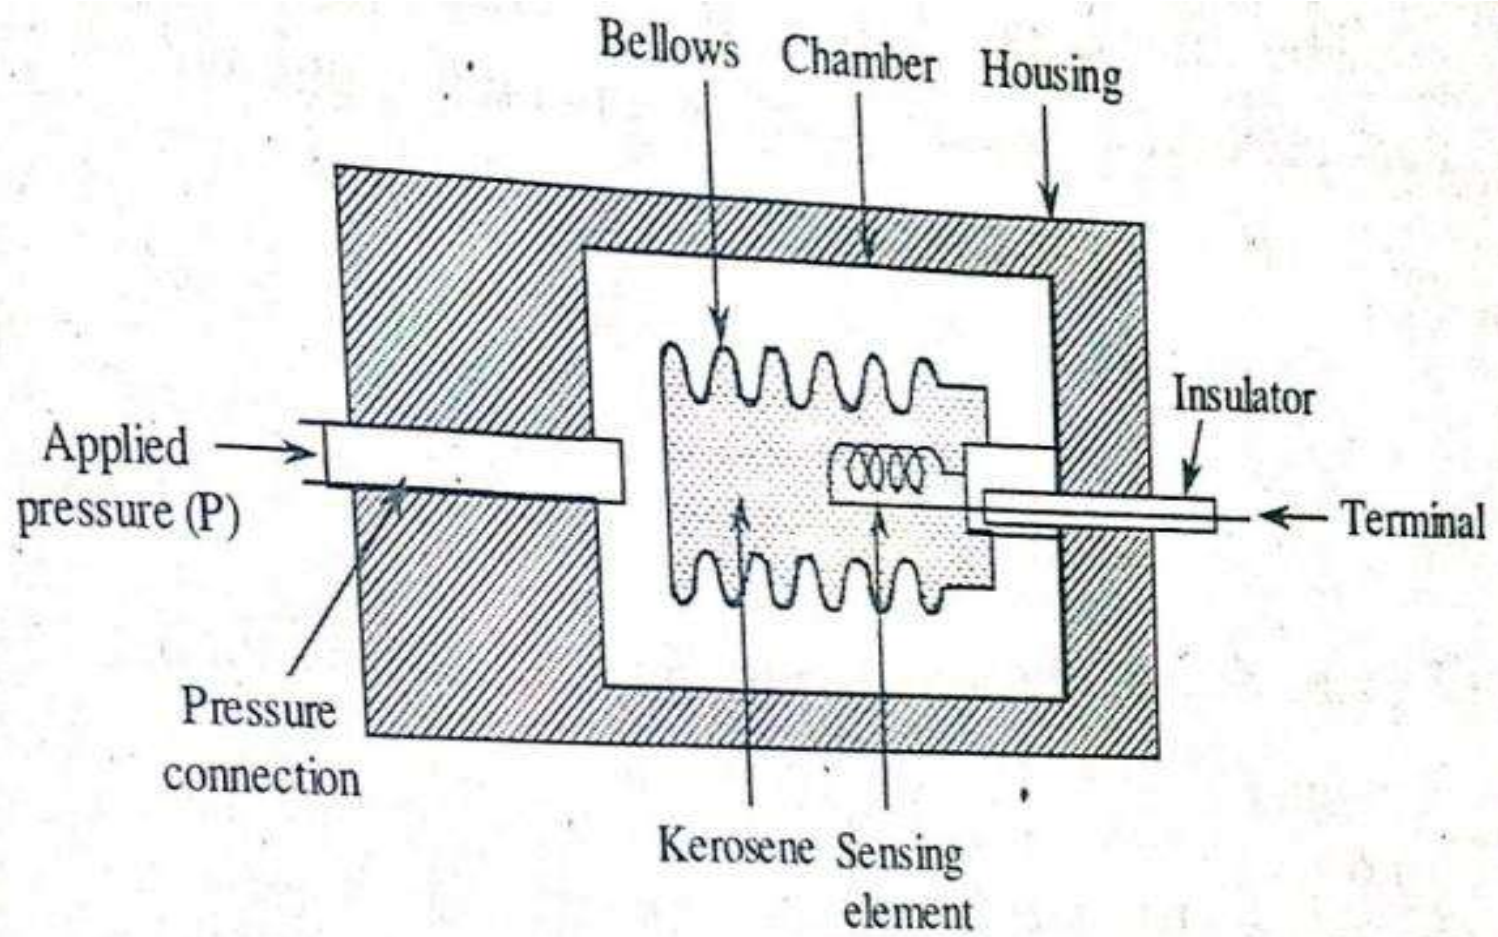 Bellows
Chamber
Housing
Insulator
Applied
pressure (P)
Terminal
Pressure
connection
Kerosene
Sensing
element